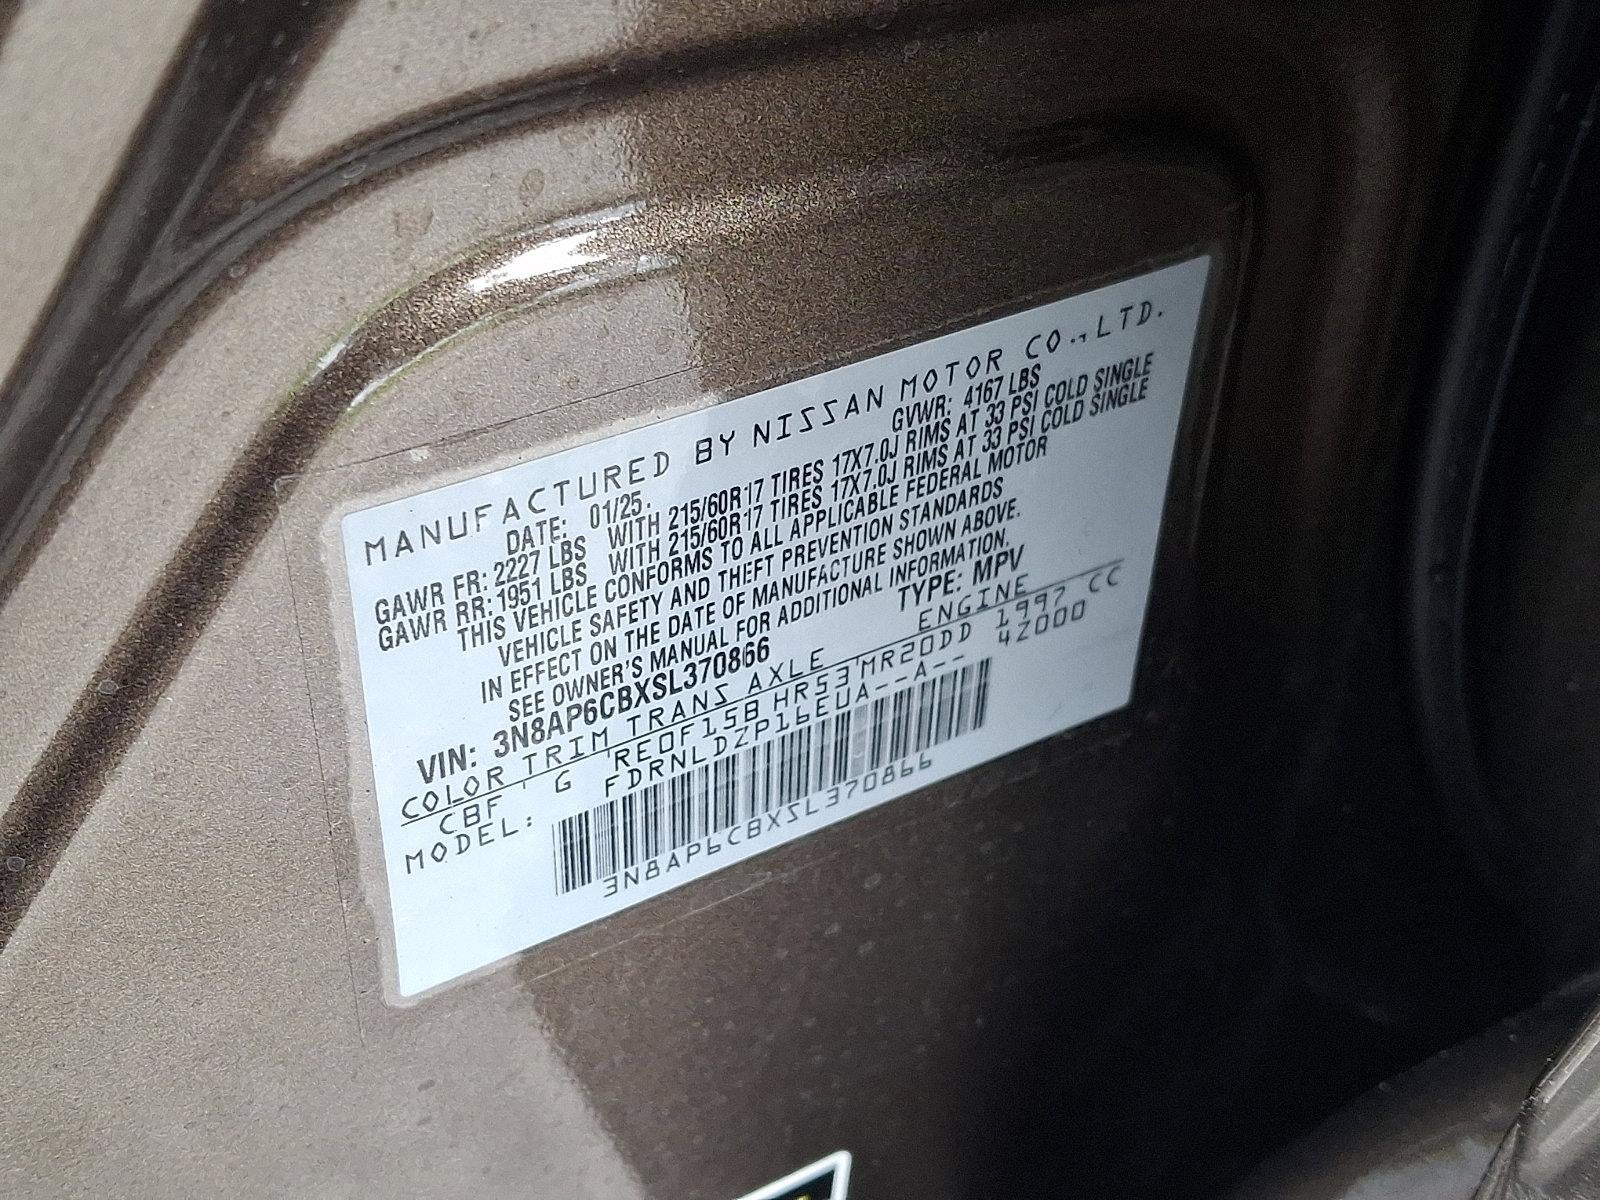 MANUFACTURED BY NISSAN MOTOR CO.,LTD.
DATE: 01/25. GVWR: 4167 LBS
GAWR FR: 2227 LBS WITH 215/60R17 TIRES 17X7.0J RIMS AT 33 PSI COLD SINGLE
GAWR RR: 1951 LBS WITH 215/60R17 TIRES 17X7.0J RIMS AT 33 PSI COLD SINGLE
THIS VEHICLE CONFORMS TO ALL APPLICABLE FEDERAL MOTOR
VEHICLE SAFETY AND THEFT PREVENTION STANDARDS
IN EFFECT ON THE DATE OF MANUFACTURE SHOWN ABOVE.
SEE OWNER'S MANUAL FOR ADDITIONAL INFORMATION.
VIN: 3N8AP6CBXSL370866 TYPE: MPV
COLOR TRIM TRANS AXLE ENGINE
CBF G RE0F15B HR53 MR20DD 1997 CC
MODEL: FDRNLDZP16EUA--A-- 4Z000
3N8AP6CBXSL370866